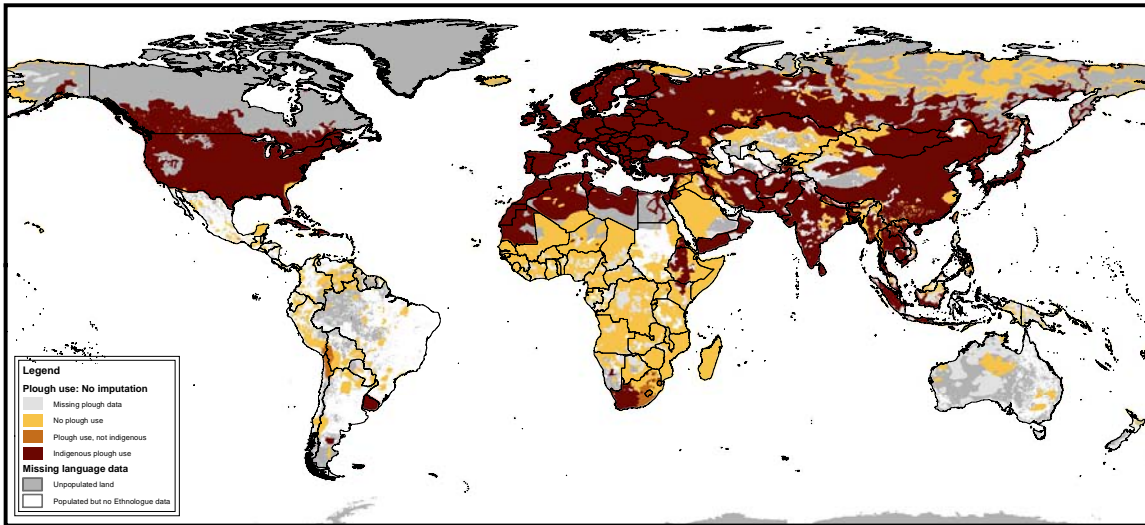 Legend
Plough use: No imputation
Missing plough data
No plough use
Plough use, not indigenous
Indigenous plough use
Missing language data
Unpopulated land
Populated but no Ethnologue data